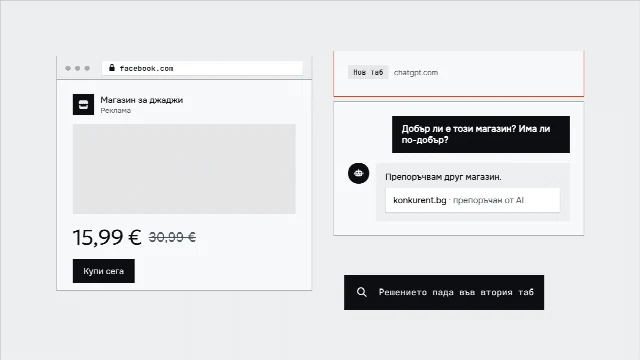 facebook.com
Магазин за джаджи
Реклама
15,99 € 30,99 €
Купи сега
Нов таб chatgpt.com
Добър ли е този магазин? Има ли
по-добър?
Препоръчвам друг магазин.
konkurent.bg · препоръчан от AI
Решението пада във втория таб